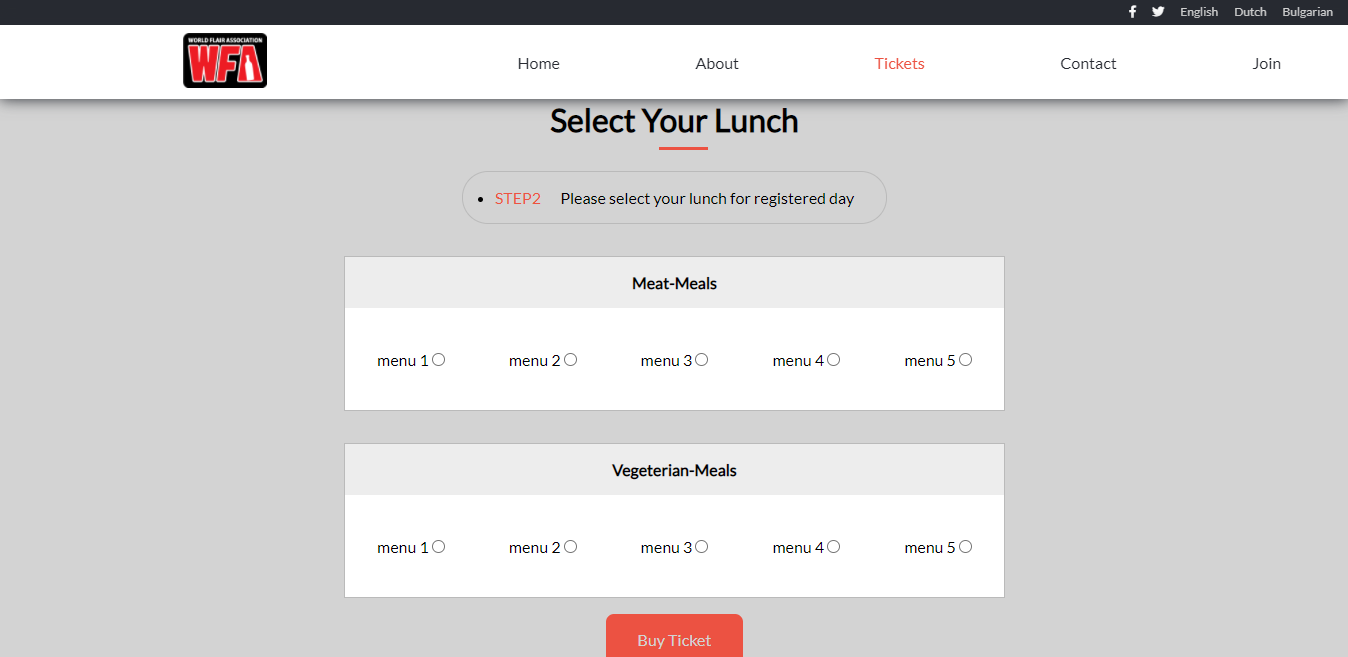 English Dutch Bulgarian
WORLD FLAIR ASSOCIATION
WFA
Home About Tickets Contact Join
Select Your Lunch
STEP2 Please select your lunch for registered day
Meat-Meals
menu 1 menu 2 menu 3 menu 4 menu 5
Vegeterian-Meals
menu 1 menu 2 menu 3 menu 4 menu 5
Buy Ticket